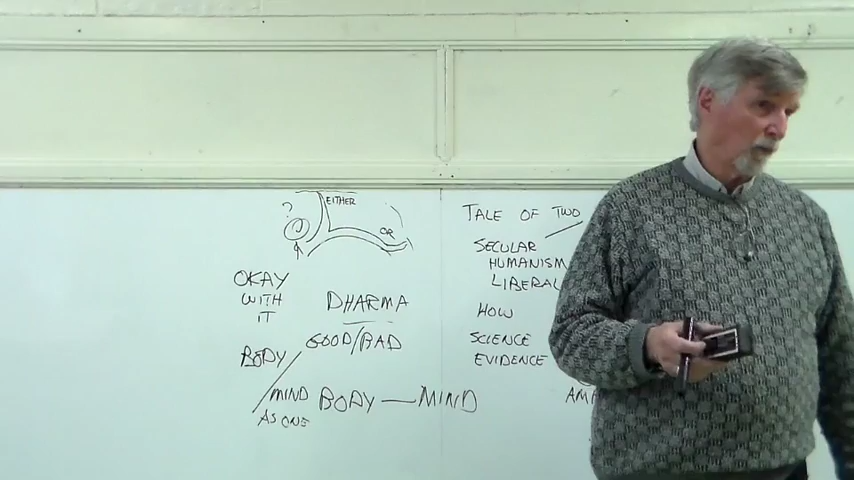 ?
EITHER
OR
OKAY
WITH
IT
DHARMA
GOOD/BAD
BODY
MIND
AS ONE
BODY — MIND
TALE OF TWO
SECULAR
HUMANISM
LIBERAL
HOW
SCIENCE
EVIDENCE